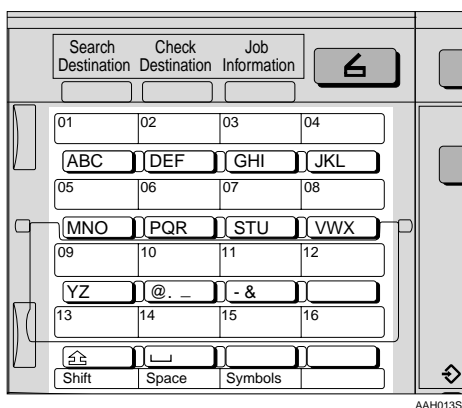 Search Check Job
Destination Destination Information
01 02 03 04
ABC DEF GHI JKL
05 06 07 08
MNO PQR STU VWX
09 10 11 12
YZ @. _ - &
13 14 15 16
Shift Space Symbols
AAH013S